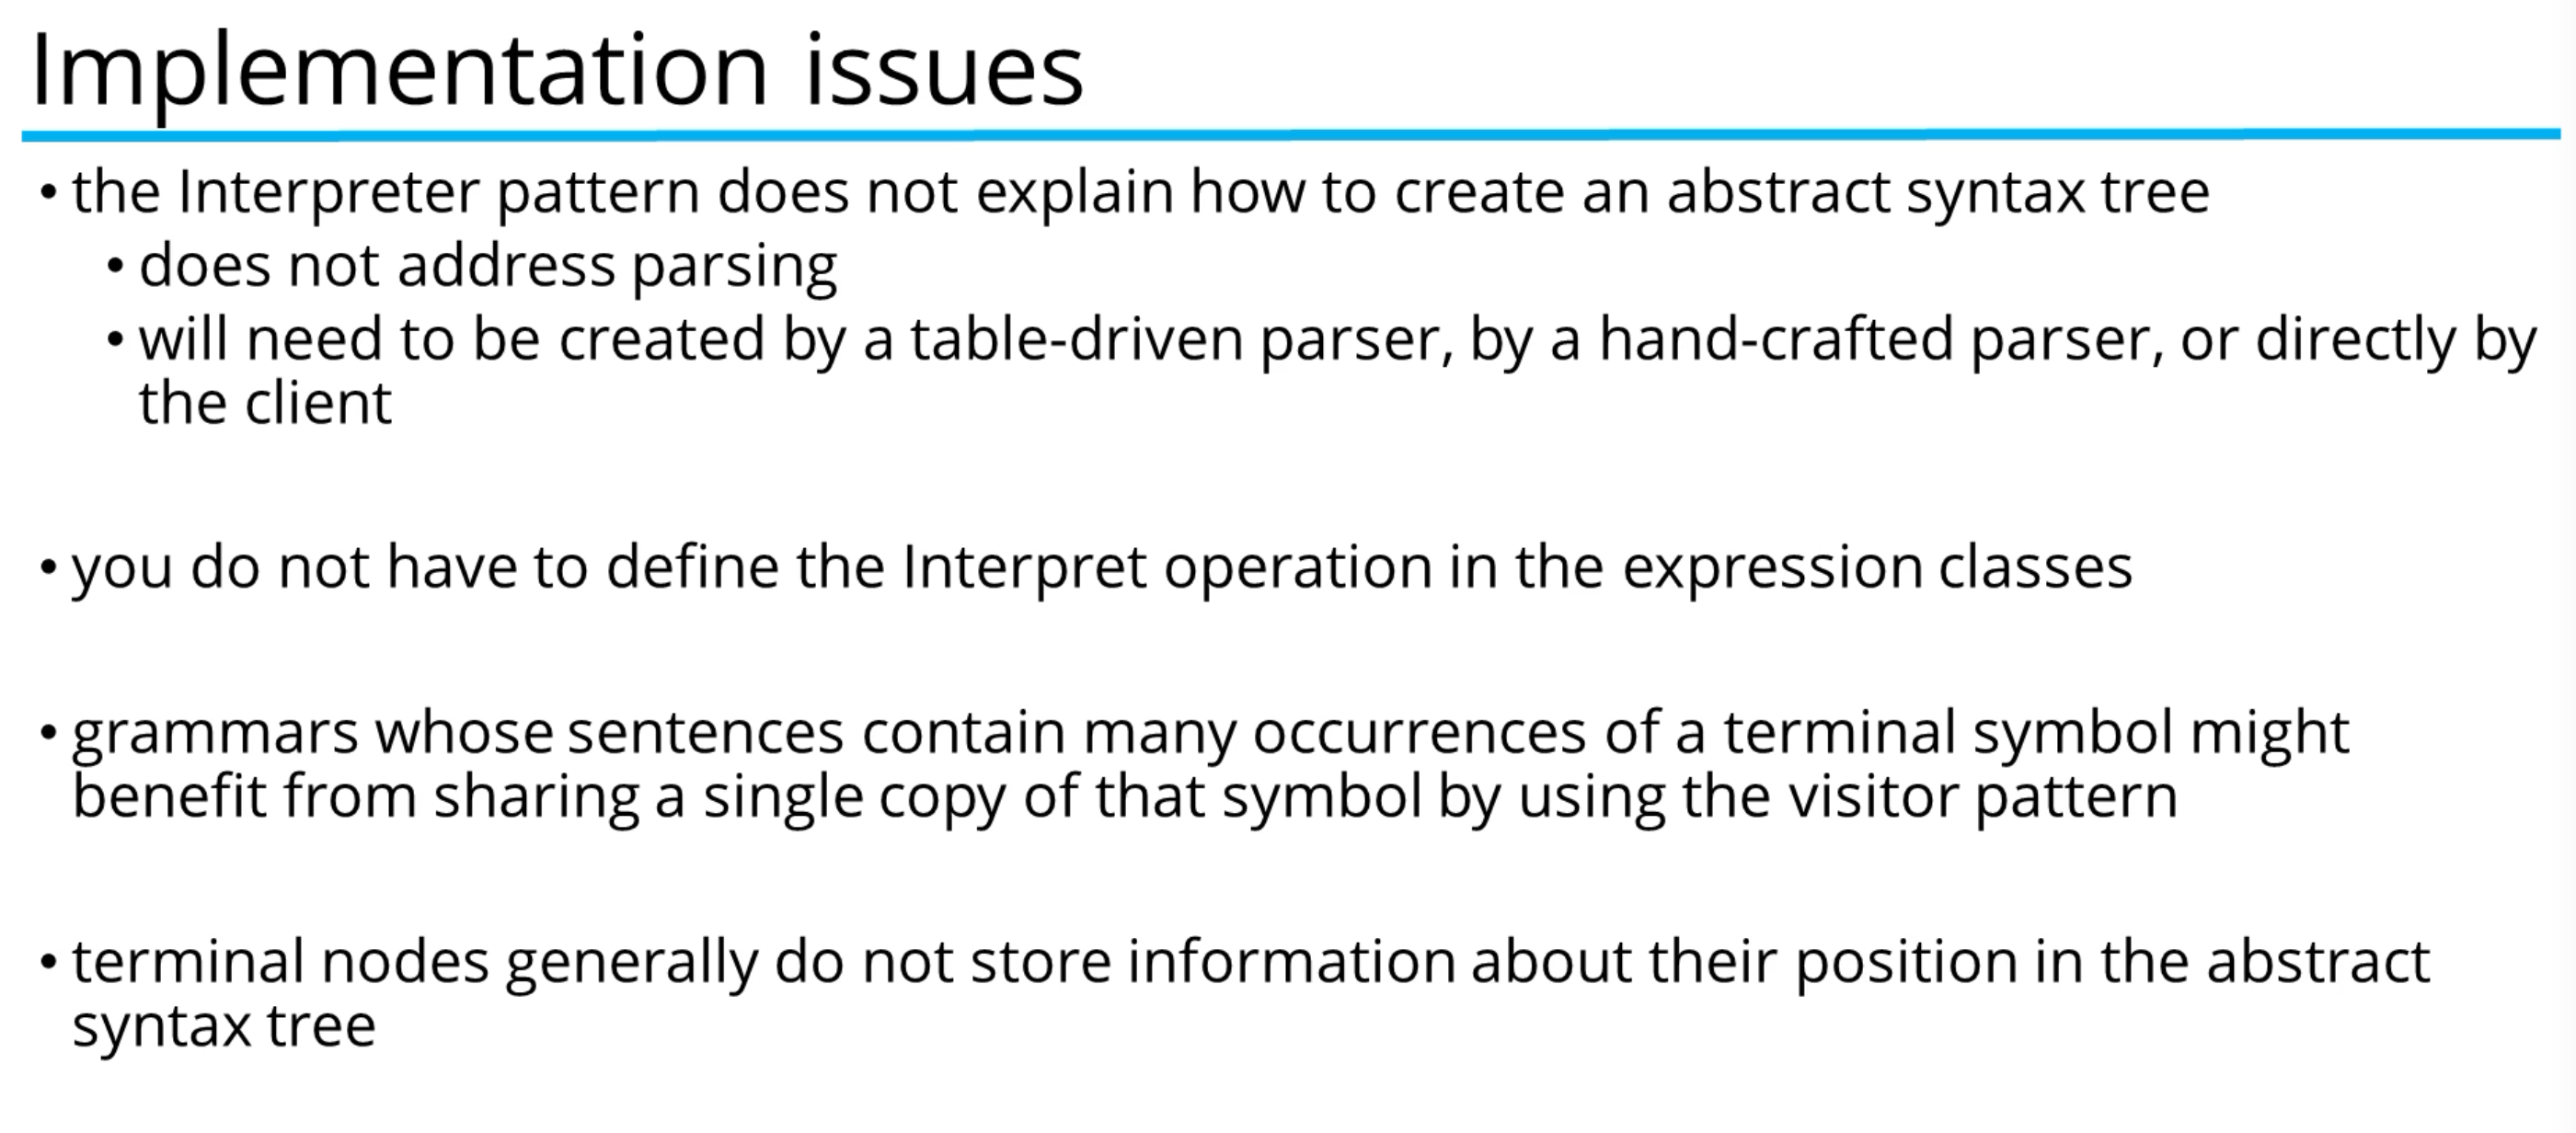 Implementation issues
• the Interpreter pattern does not explain how to create an abstract syntax tree
• does not address parsing
• will need to be created by a table-driven parser, by a hand-crafted parser, or directly by
the client
• you do not have to define the Interpret operation in the expression classes
• grammars whose sentences contain many occurrences of a terminal symbol might
benefit from sharing a single copy of that symbol by using the visitor pattern
• terminal nodes generally do not store information about their position in the abstract
syntax tree